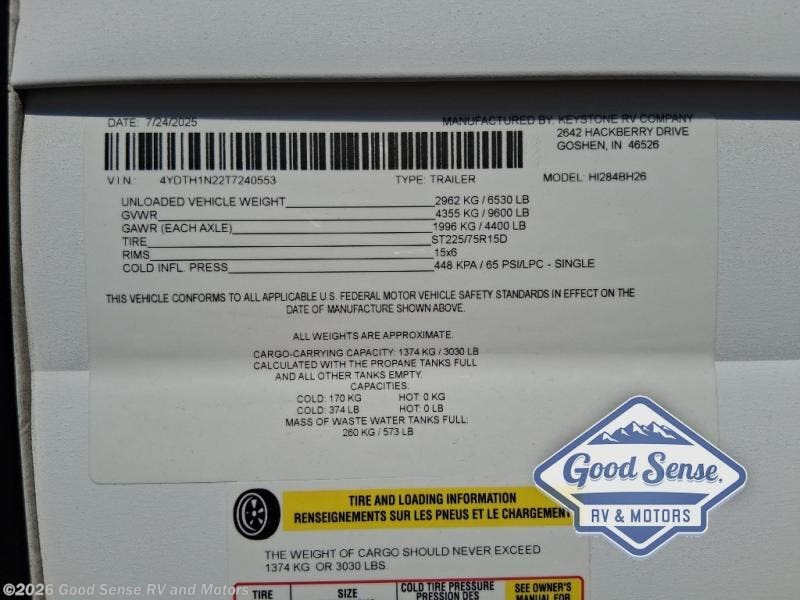 DATE: 7/24/2025
MANUFACTURED BY: KEYSTONE RV COMPANY
2642 HACKBERRY DRIVE
GOSHEN, IN 46526
V I N.: 4YDTH1N22T7240553 TYPE: TRAILER MODEL: HI284BH26
UNLOADED VEHICLE WEIGHT 2962 KG / 6530 LB
GVWR 4355 KG / 9600 LB
GAWR (EACH AXLE) 1996 KG / 4400 LB
TIRE ST225/75R15D
RIMS 15x6
COLD INFL. PRESS 448 KPA / 65 PSI/LPC - SINGLE
THIS VEHICLE CONFORMS TO ALL APPLICABLE U.S. FEDERAL MOTOR VEHICLE SAFETY STANDARDS IN EFFECT ON THE
DATE OF MANUFACTURE SHOWN ABOVE.
ALL WEIGHTS ARE APPROXIMATE.
CARGO-CARRYING CAPACITY: 1374 KG / 3030 LB
CALCULATED WITH THE PROPANE TANKS FULL
AND ALL OTHER TANKS EMPTY.
CAPACITIES.
COLD: 170 KG HOT: 0 KG
COLD: 374 LB HOT: 0 LB
MASS OF WASTE WATER TANKS FULL:
260 KG / 573 LB
Good Sense.
RV & MOTORS
TIRE AND LOADING INFORMATION
RENSEIGNEMENTS SUR LES PNEUS ET LE CHARGEMENT
THE WEIGHT OF CARGO SHOULD NEVER EXCEED
1374 KG OR 3030 LBS.
TIRE SIZE COLD TIRE PRESSURE SEE OWNER'S
PRESSION DES MANUAL FOR
©2026 Good Sense RV and Motors